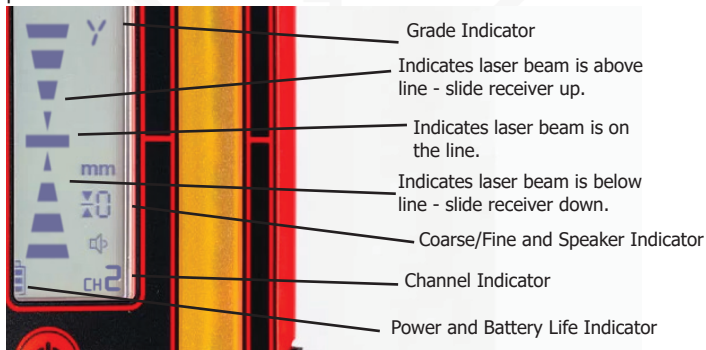 Y
Grade Indicator
Indicates laser beam is above
line - slide receiver up.
Indicates laser beam is on
the line.
mm
Indicates laser beam is below
line - slide receiver down.
0
Coarse/Fine and Speaker Indicator
CH2
Channel Indicator
Power and Battery Life Indicator